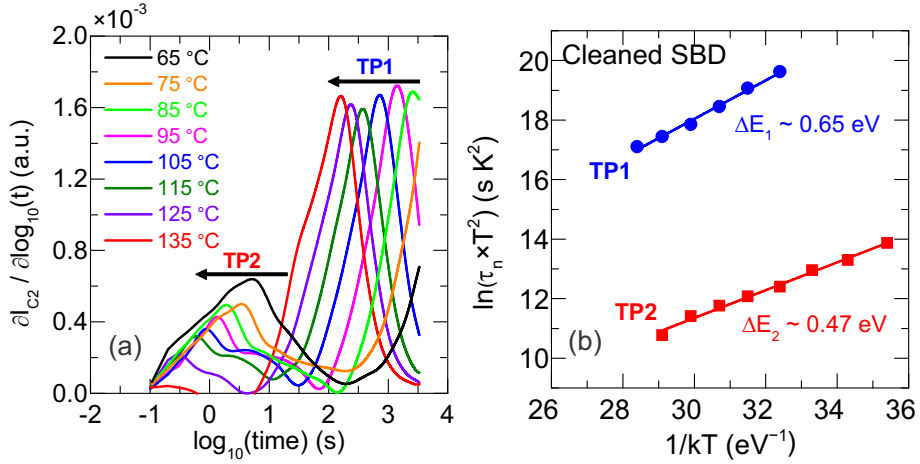 ×10⁻³
2.0
1.6
1.2
0.8
0.4
0.0
-2 -1 0 1 2 3 4
log₁₀(time) (s)
∂I_C2 / ∂log₁₀(t) (a.u.)
65 °C
75 °C
85 °C
95 °C
105 °C
115 °C
125 °C
135 °C
TP1
TP2
(a)
20
18
16
14
12
10
26 28 30 32 34 36
1/kT (eV⁻¹)
ln(τₙ×T²) (s K²)
Cleaned SBD
ΔE₁ ~ 0.65 eV
TP1
TP2
ΔE₂ ~ 0.47 eV
(b)